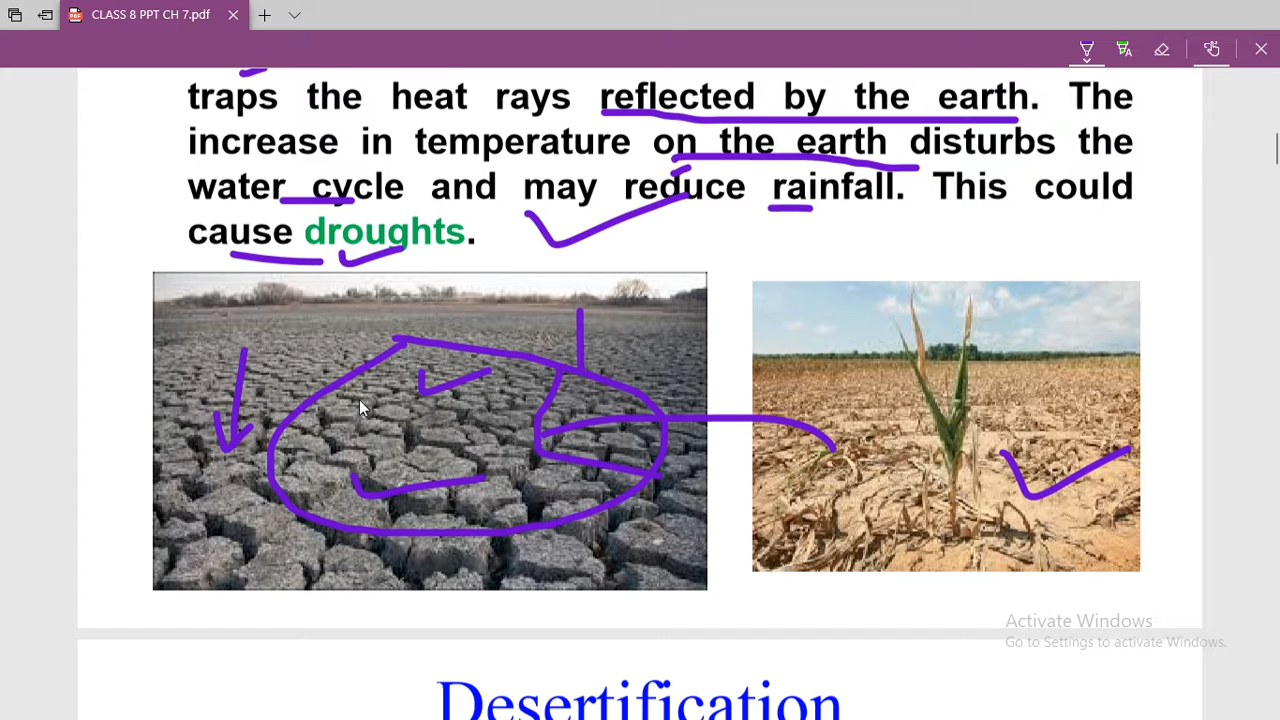 CLASS 8 PPT CH 7.pdf
traps the heat rays reflected by the earth. The
increase in temperature on the earth disturbs the
water cycle and may reduce rainfall. This could
cause droughts.
Activate Windows
Go to Settings to activate Windows.
Desertification